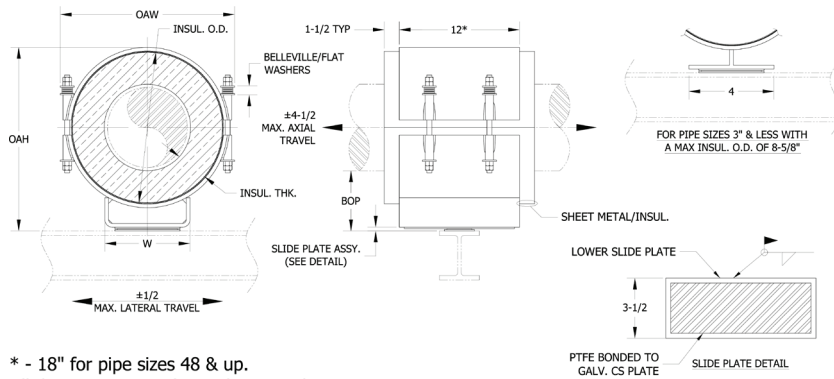 OAW
INSUL. O.D.
BELLEVILLE/FLAT
WASHERS
OAH
INSUL. THK.
W
±1/2
MAX. LATERAL TRAVEL
1-1/2 TYP
12*
±4-1/2
MAX. AXIAL
TRAVEL
BOP
SHEET METAL/INSUL.
SLIDE PLATE ASSY.
(SEE DETAIL)
4
FOR PIPE SIZES 3" & LESS WITH
A MAX INSUL. O.D. OF 8-5/8"
LOWER SLIDE PLATE
3-1/2
PTFE BONDED TO
GALV. CS PLATE
SLIDE PLATE DETAIL
* - 18" for pipe sizes 48 & up.